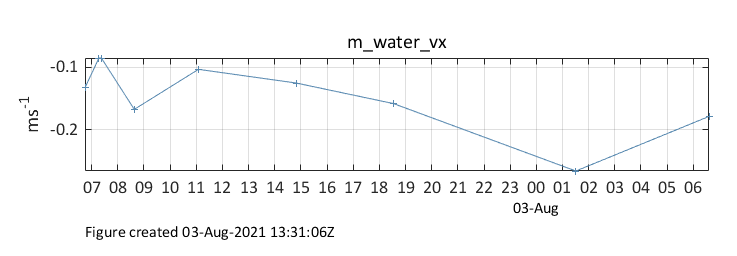 m_water_vx
-0.1
-0.2
ms-1
07 08 09 10 11 12 13 14 15 16 17 18 19 20 21 22 23 00 01 02 03 04 05 06
03-Aug
Figure created 03-Aug-2021 13:31:06Z